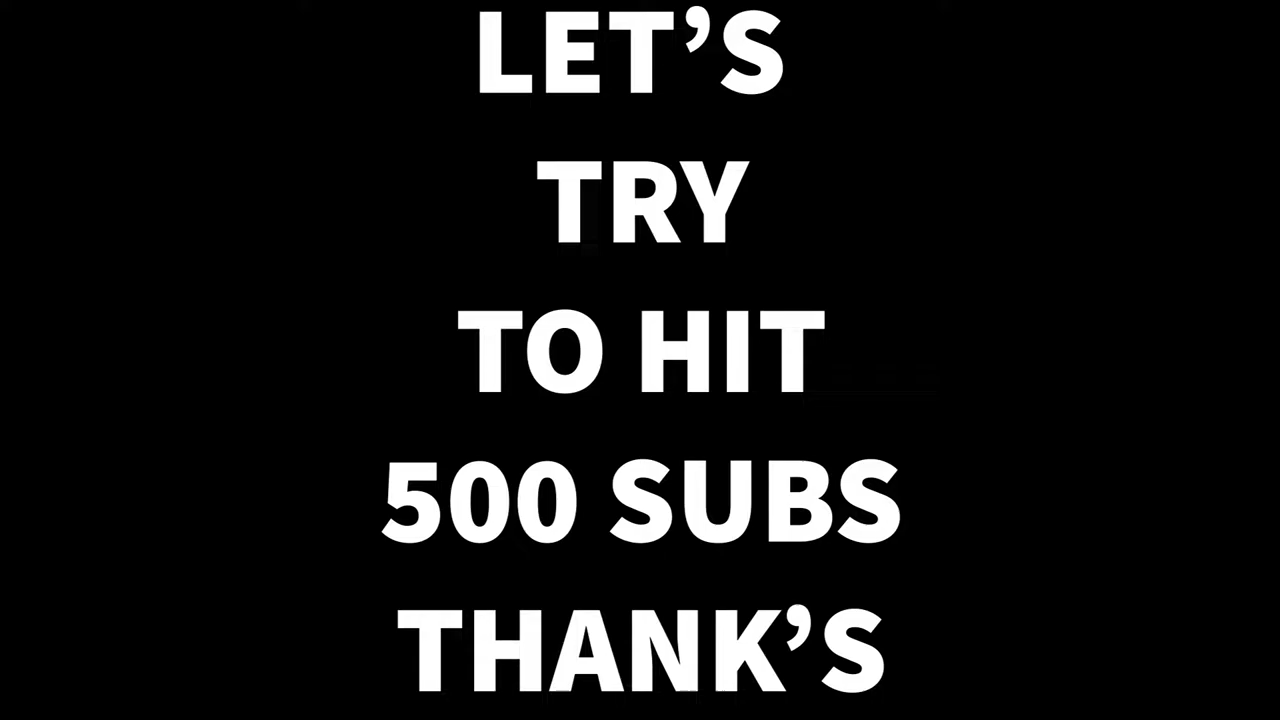 LET’S
TRY
TO HIT
500 SUBS
THANK’S